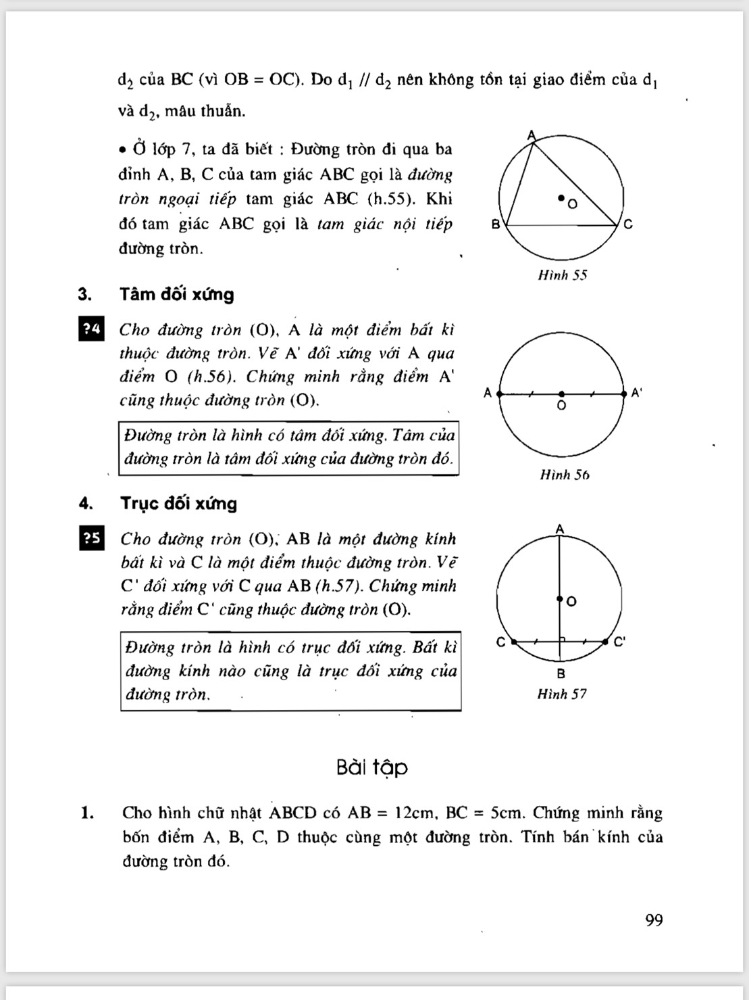 d₂ của BC (vì OB = OC). Do d₁ // d₂ nên không tồn tại giao điểm của d₁
và d₂, mâu thuẫn.
• Ở lớp 7, ta đã biết : Đường tròn đi qua ba
đỉnh A, B, C của tam giác ABC gọi là đường
tròn ngoại tiếp tam giác ABC (h.55). Khi
đó tam giác ABC gọi là tam giác nội tiếp
đường tròn.
A
O
B
C
Hình 55
3. Tâm đối xứng
?4 Cho đường tròn (O), A là một điểm bất kì
thuộc đường tròn. Vẽ A' đối xứng với A qua
điểm O (h.56). Chứng minh rằng điểm A'
cũng thuộc đường tròn (O).
Đường tròn là hình có tâm đối xứng. Tâm của
đường tròn là tâm đối xứng của đường tròn đó.
A
O
A'
Hình 56
4. Trục đối xứng
?5 Cho đường tròn (O), AB là một đường kính
bất kì và C là một điểm thuộc đường tròn. Vẽ
C' đối xứng với C qua AB (h.57). Chứng minh
rằng điểm C' cũng thuộc đường tròn (O).
Đường tròn là hình có trục đối xứng. Bất kì
đường kính nào cũng là trục đối xứng của
đường tròn.
A
O
C
C'
B
Hình 57
Bài tập
1. Cho hình chữ nhật ABCD có AB = 12cm, BC = 5cm. Chứng minh rằng
bốn điểm A, B, C, D thuộc cùng một đường tròn. Tính bán kính của
đường tròn đó.
99